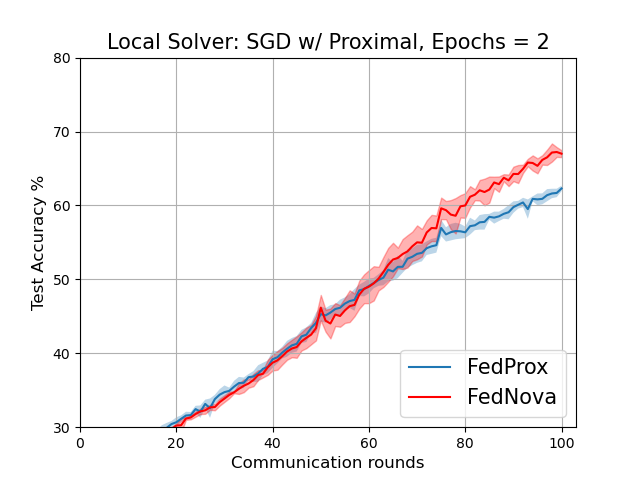 Local Solver: SGD w/ Proximal, Epochs = 2
Test Accuracy %
80
70
60
50
40
30
0
20
40
60
80
100
Communication rounds
FedProx
FedNova